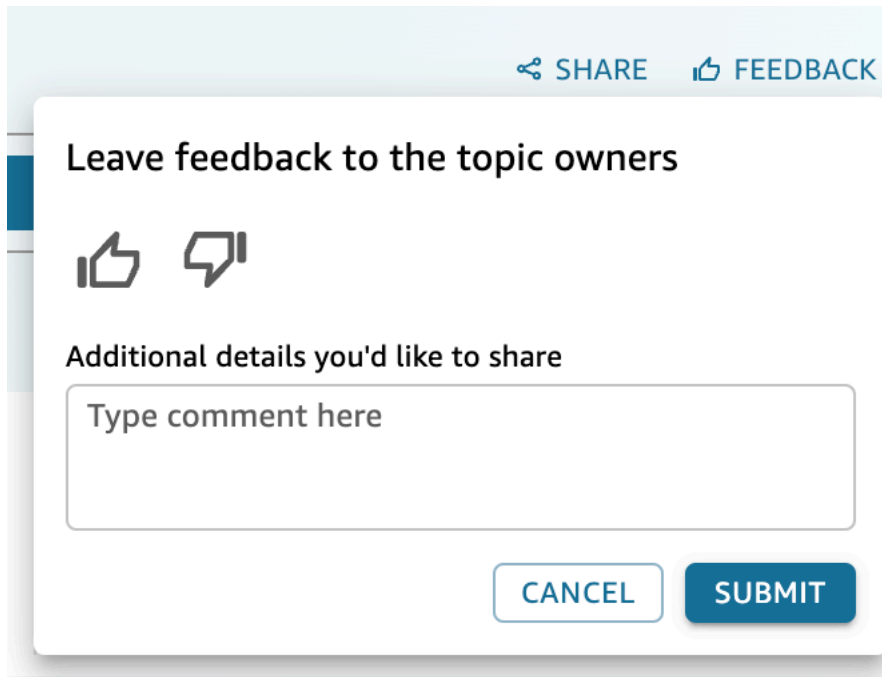 SHARE FEEDBACK
Leave feedback to the topic owners
Additional details you'd like to share
Type comment here
CANCEL SUBMIT